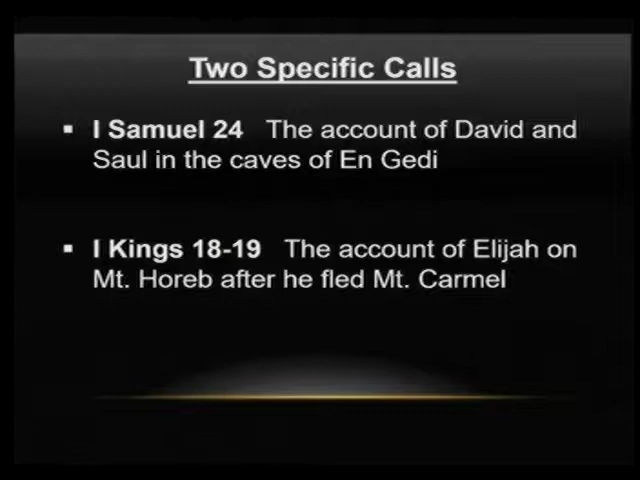 Two Specific Calls
▪ I Samuel 24 The account of David and
Saul in the caves of En Gedi
▪ I Kings 18-19 The account of Elijah on
Mt. Horeb after he fled Mt. Carmel